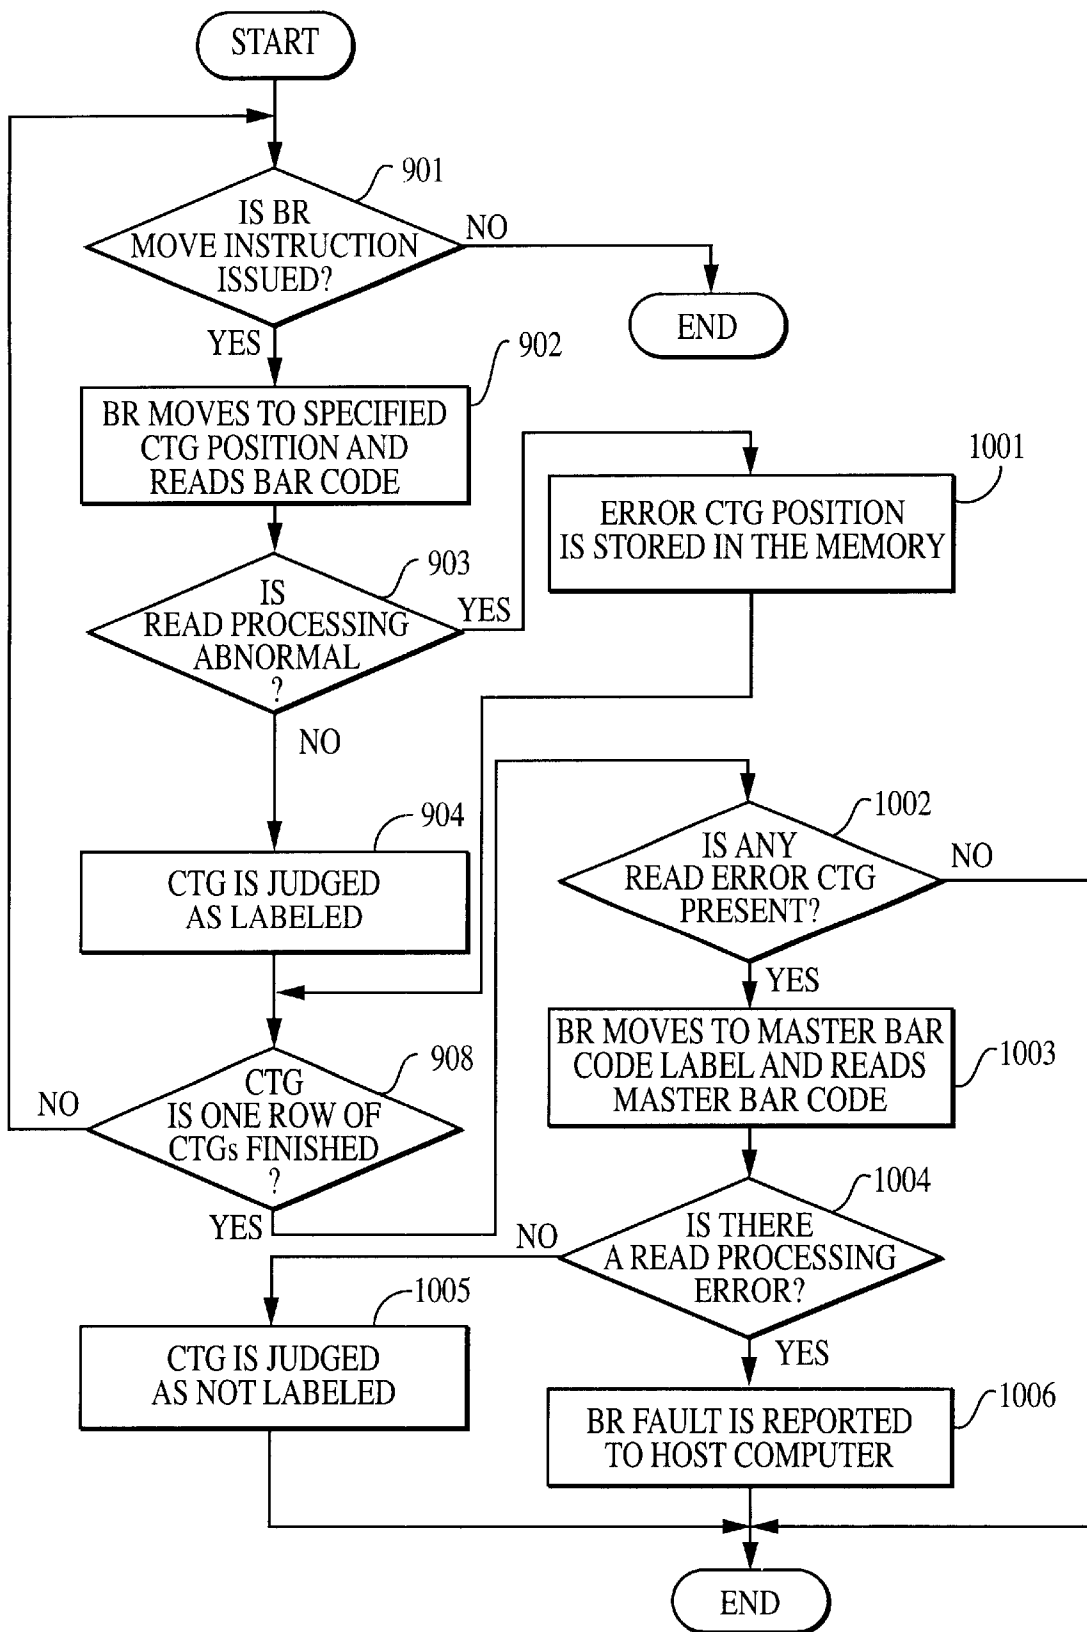 START
901
IS BR
MOVE INSTRUCTION
ISSUED?
NO
END
YES
902
BR MOVES TO SPECIFIED
CTG POSITION AND
READS BAR CODE
1001
ERROR CTG POSITION
IS STORED IN THE MEMORY
903
IS
READ PROCESSING
ABNORMAL
?
YES
NO
904
CTG IS JUDGED
AS LABELED
1002
IS ANY
READ ERROR CTG
PRESENT?
NO
YES
908
CTG
IS ONE ROW OF
CTGs FINISHED
?
NO
YES
BR MOVES TO MASTER BAR
CODE LABEL AND READS
MASTER BAR CODE
1003
1004
IS THERE
A READ PROCESSING
ERROR?
NO
YES
1005
CTG IS JUDGED
AS NOT LABELED
1006
BR FAULT IS REPORTED
TO HOST COMPUTER
END